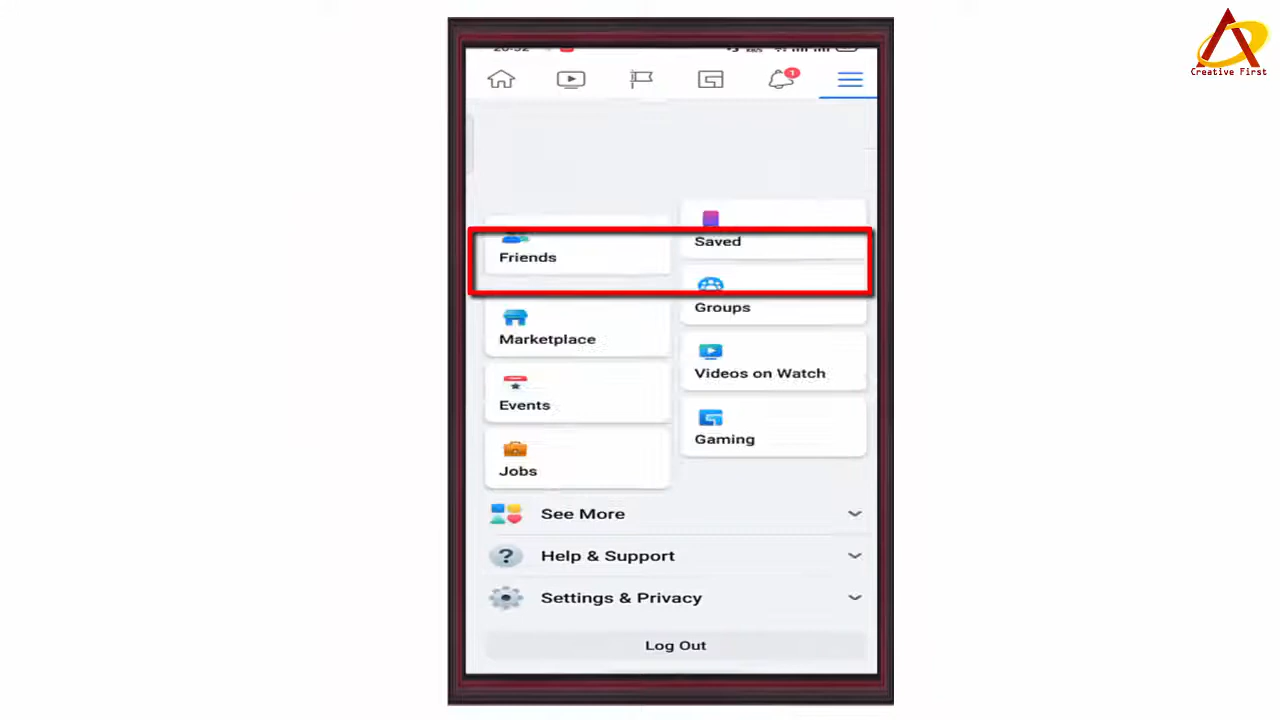 Creative First
1
Saved
Friends
Groups
Marketplace
Videos on Watch
Events
Gaming
Jobs
See More
? Help & Support
Settings & Privacy
Log Out